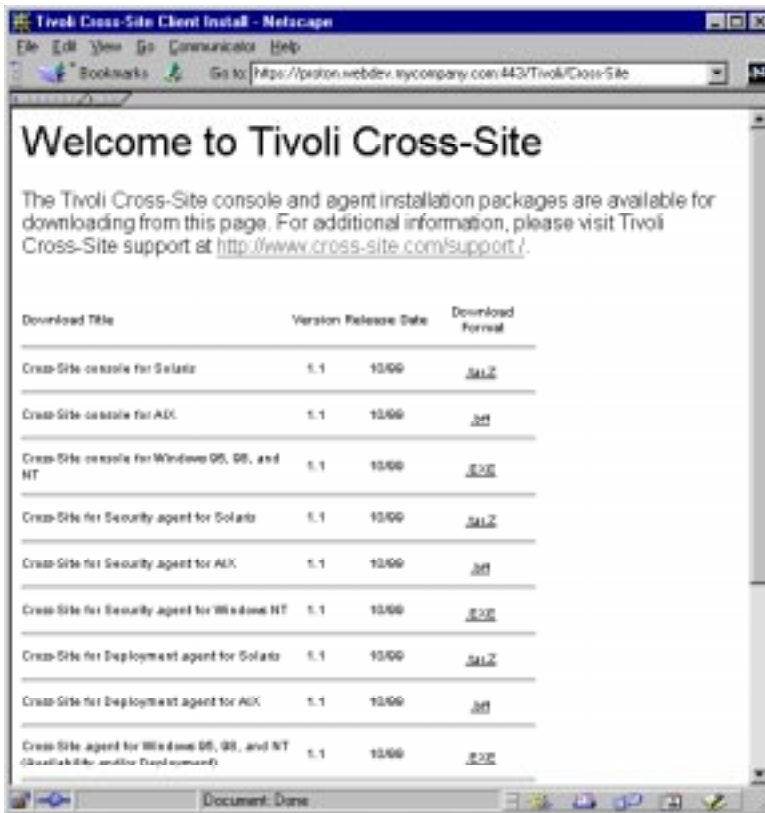 Tivoli Cross-Site Client Install - Netscape
File Edit View Go Communicator Help
Bookmarks Go to: https://proton.webdev.mycompany.com:443/Tivoli/Cross-Site
Welcome to Tivoli Cross-Site
The Tivoli Cross-Site console and agent installation packages are available for
downloading from this page. For additional information, please visit Tivoli
Cross-Site support at http://www.cross-site.com/support/.
Download Title Version Release Date Download
Format
Cross-Site console for Solaris 1.1 10/99 .tar.Z
Cross-Site console for AIX 1.1 10/99 .bff
Cross-Site console for Windows 95, 98, and
NT 1.1 10/99 .EXE
Cross-Site for Security agent for Solaris 1.1 10/99 .tar.Z
Cross-Site for Security agent for AIX 1.1 10/99 .bff
Cross-Site for Security agent for Windows NT 1.1 10/99 .EXE
Cross-Site for Deployment agent for Solaris 1.1 10/99 .tar.Z
Cross-Site for Deployment agent for AIX 1.1 10/99 .bff
Cross-Site agent for Windows 95, 98, and NT
(Availability and/or Deployment) 1.1 10/99 .EXE
Document: Done